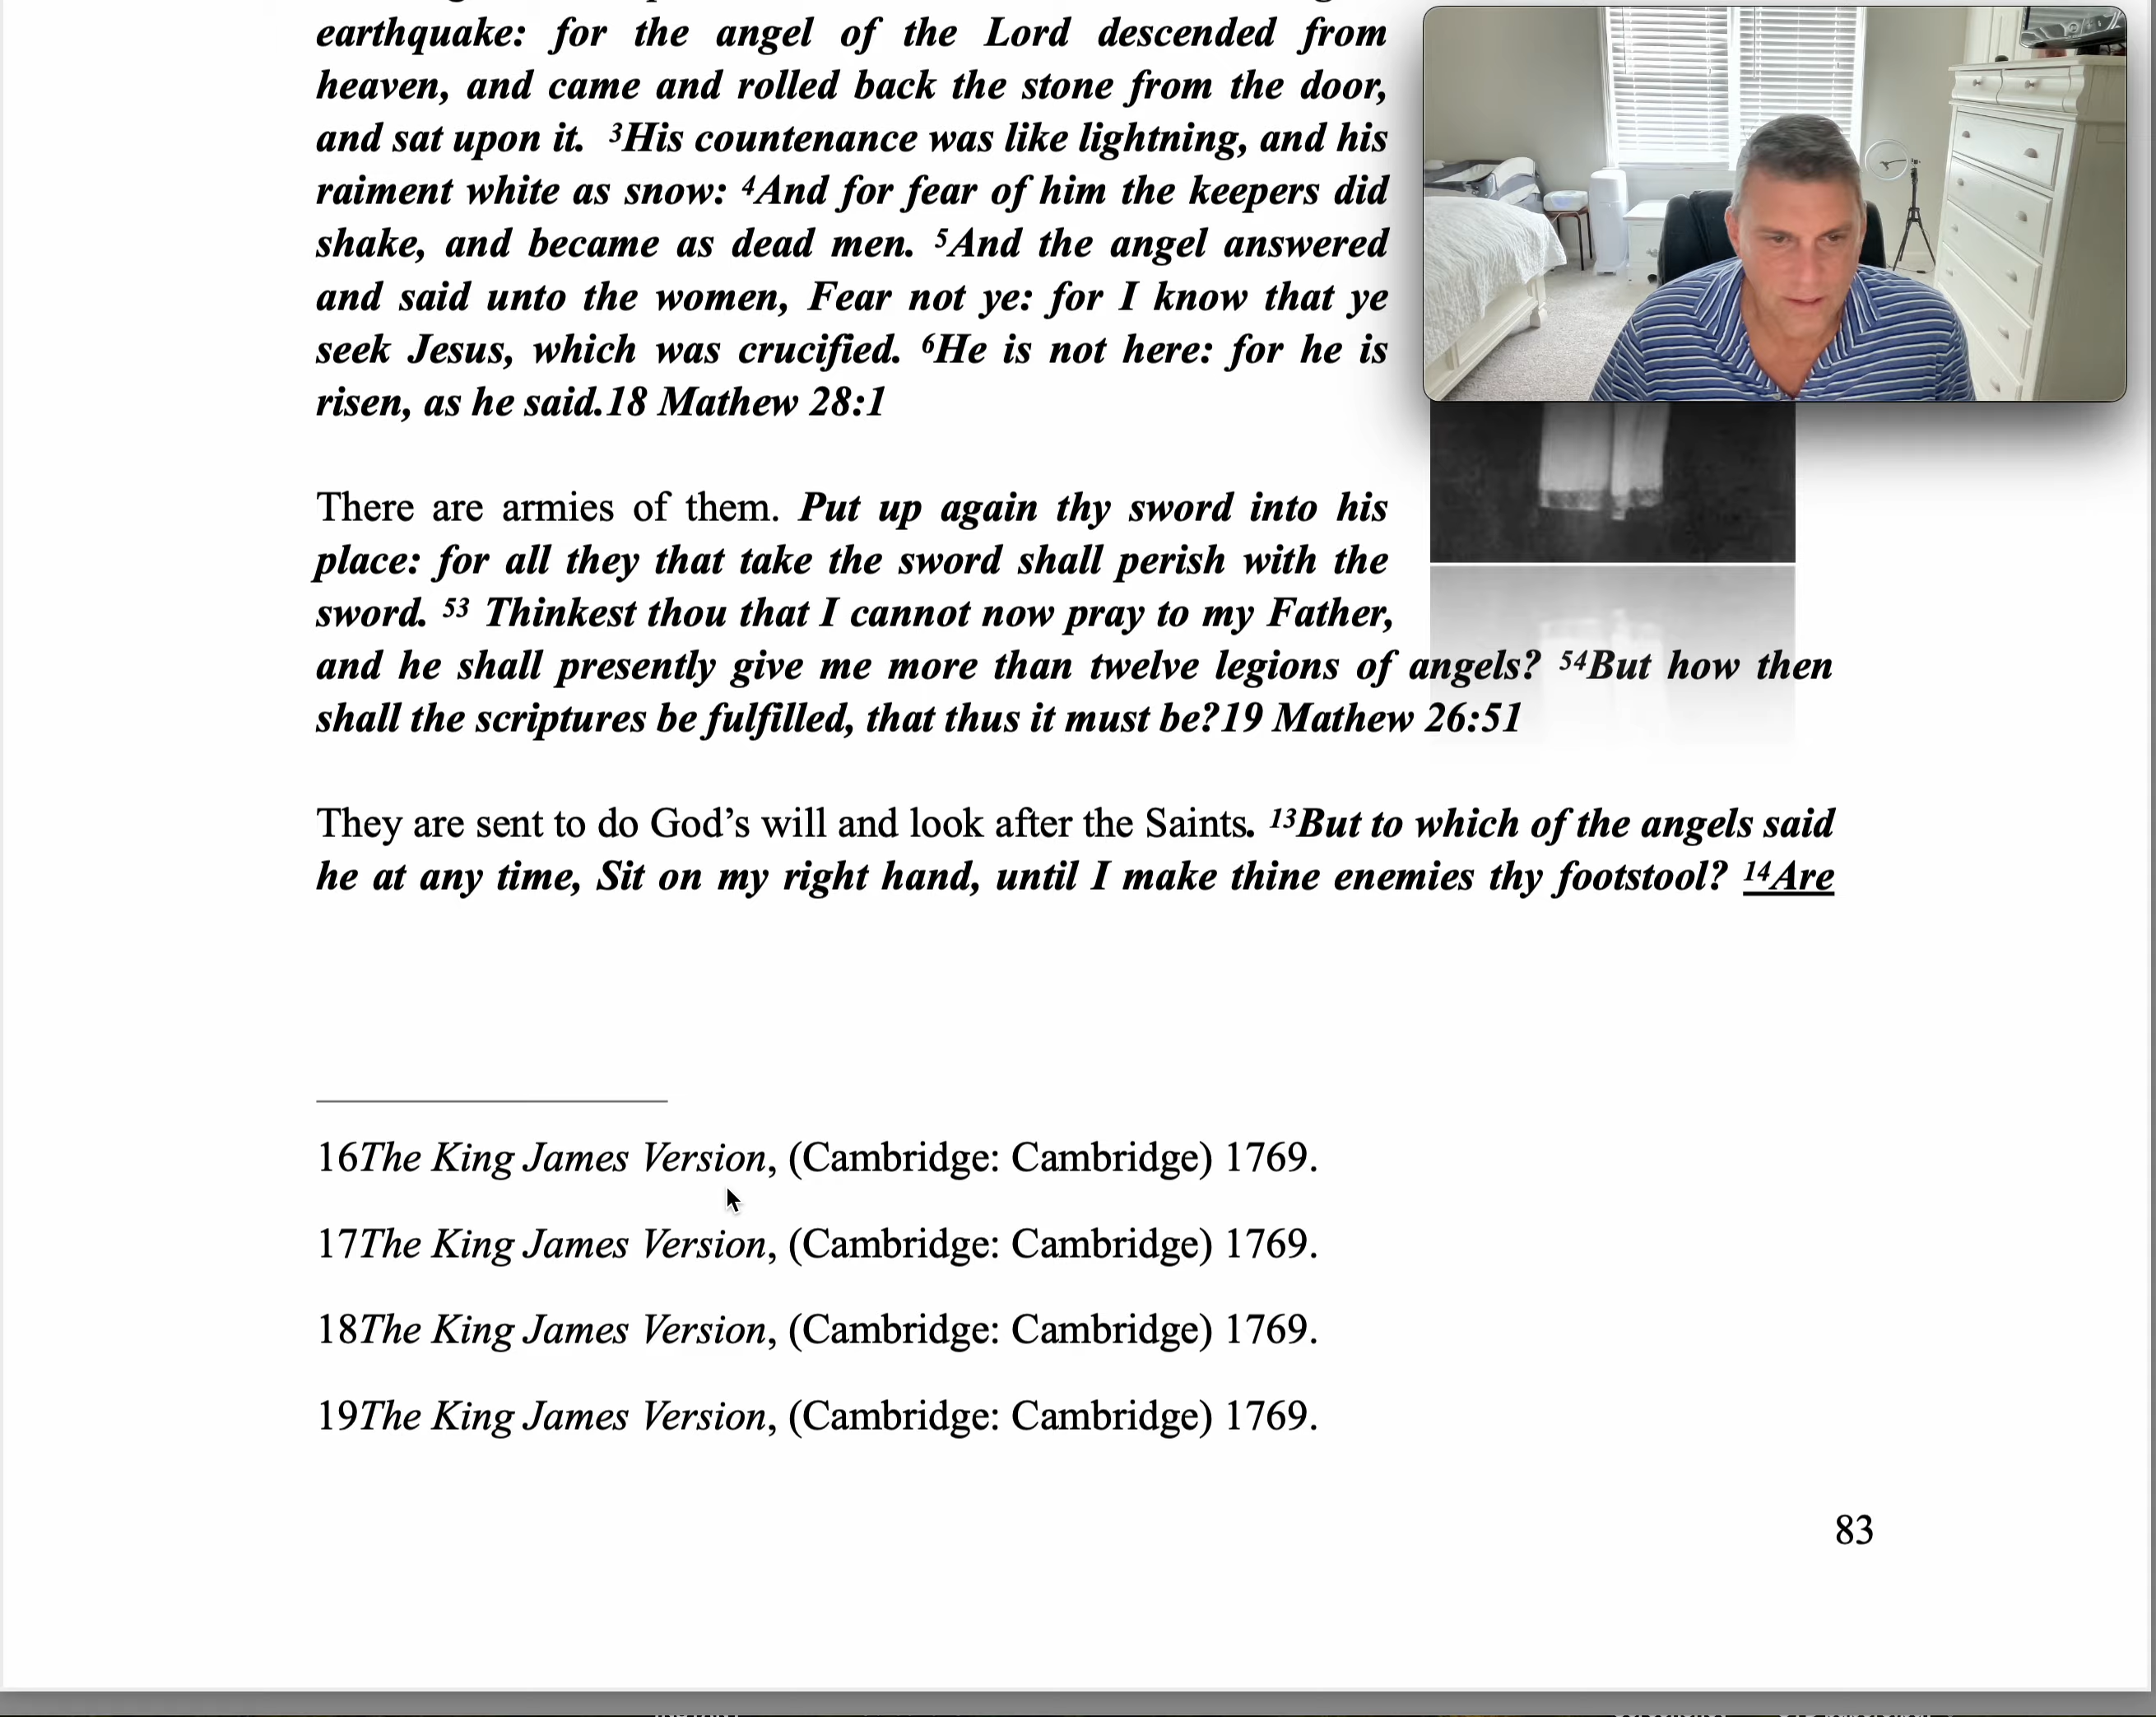 earthquake: for the angel of the Lord descended from
heaven, and came and rolled back the stone from the door,
and sat upon it. ³His countenance was like lightning, and his
raiment white as snow: ⁴And for fear of him the keepers did
shake, and became as dead men. ⁵And the angel answered
and said unto the women, Fear not ye: for I know that ye
seek Jesus, which was crucified. ⁶He is not here: for he is
risen, as he said.18 Mathew 28:1
There are armies of them. Put up again thy sword into his
place: for all they that take the sword shall perish with the
sword. ⁵³ Thinkest thou that I cannot now pray to my Father,
and he shall presently give me more than twelve legions of angels? ⁵⁴But how then
shall the scriptures be fulfilled, that thus it must be?19 Mathew 26:51
They are sent to do God’s will and look after the Saints. ¹³But to which of the angels said
he at any time, Sit on my right hand, until I make thine enemies thy footstool? ¹⁴Are
16The King James Version, (Cambridge: Cambridge) 1769.
17The King James Version, (Cambridge: Cambridge) 1769.
18The King James Version, (Cambridge: Cambridge) 1769.
19The King James Version, (Cambridge: Cambridge) 1769.
83